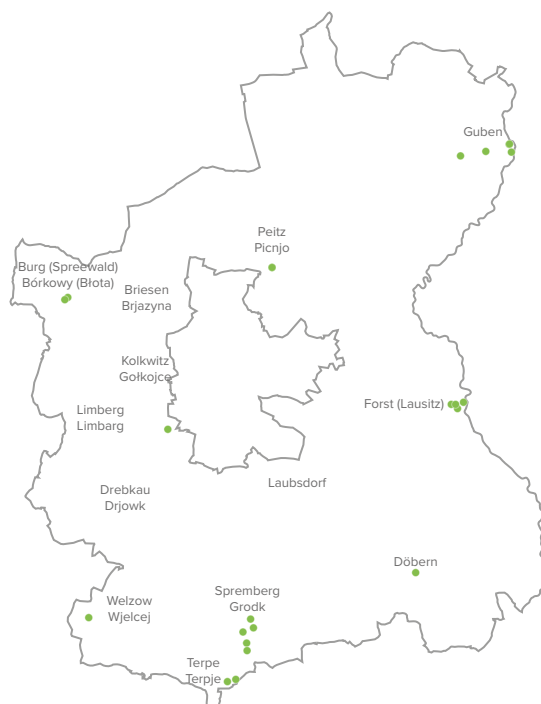 Guben
Peitz
Picnjo
Burg (Spreewald)
Bórkowy (Błota)
Briesen
Brjazyna
Kolkwitz
Gołkojce
Forst (Lausitz)
Limberg
Limbarg
Laubsdorf
Drebkau
Drjowk
Döbern
Welzow
Wjelcej
Spremberg
Grodk
Terpe
Terpje